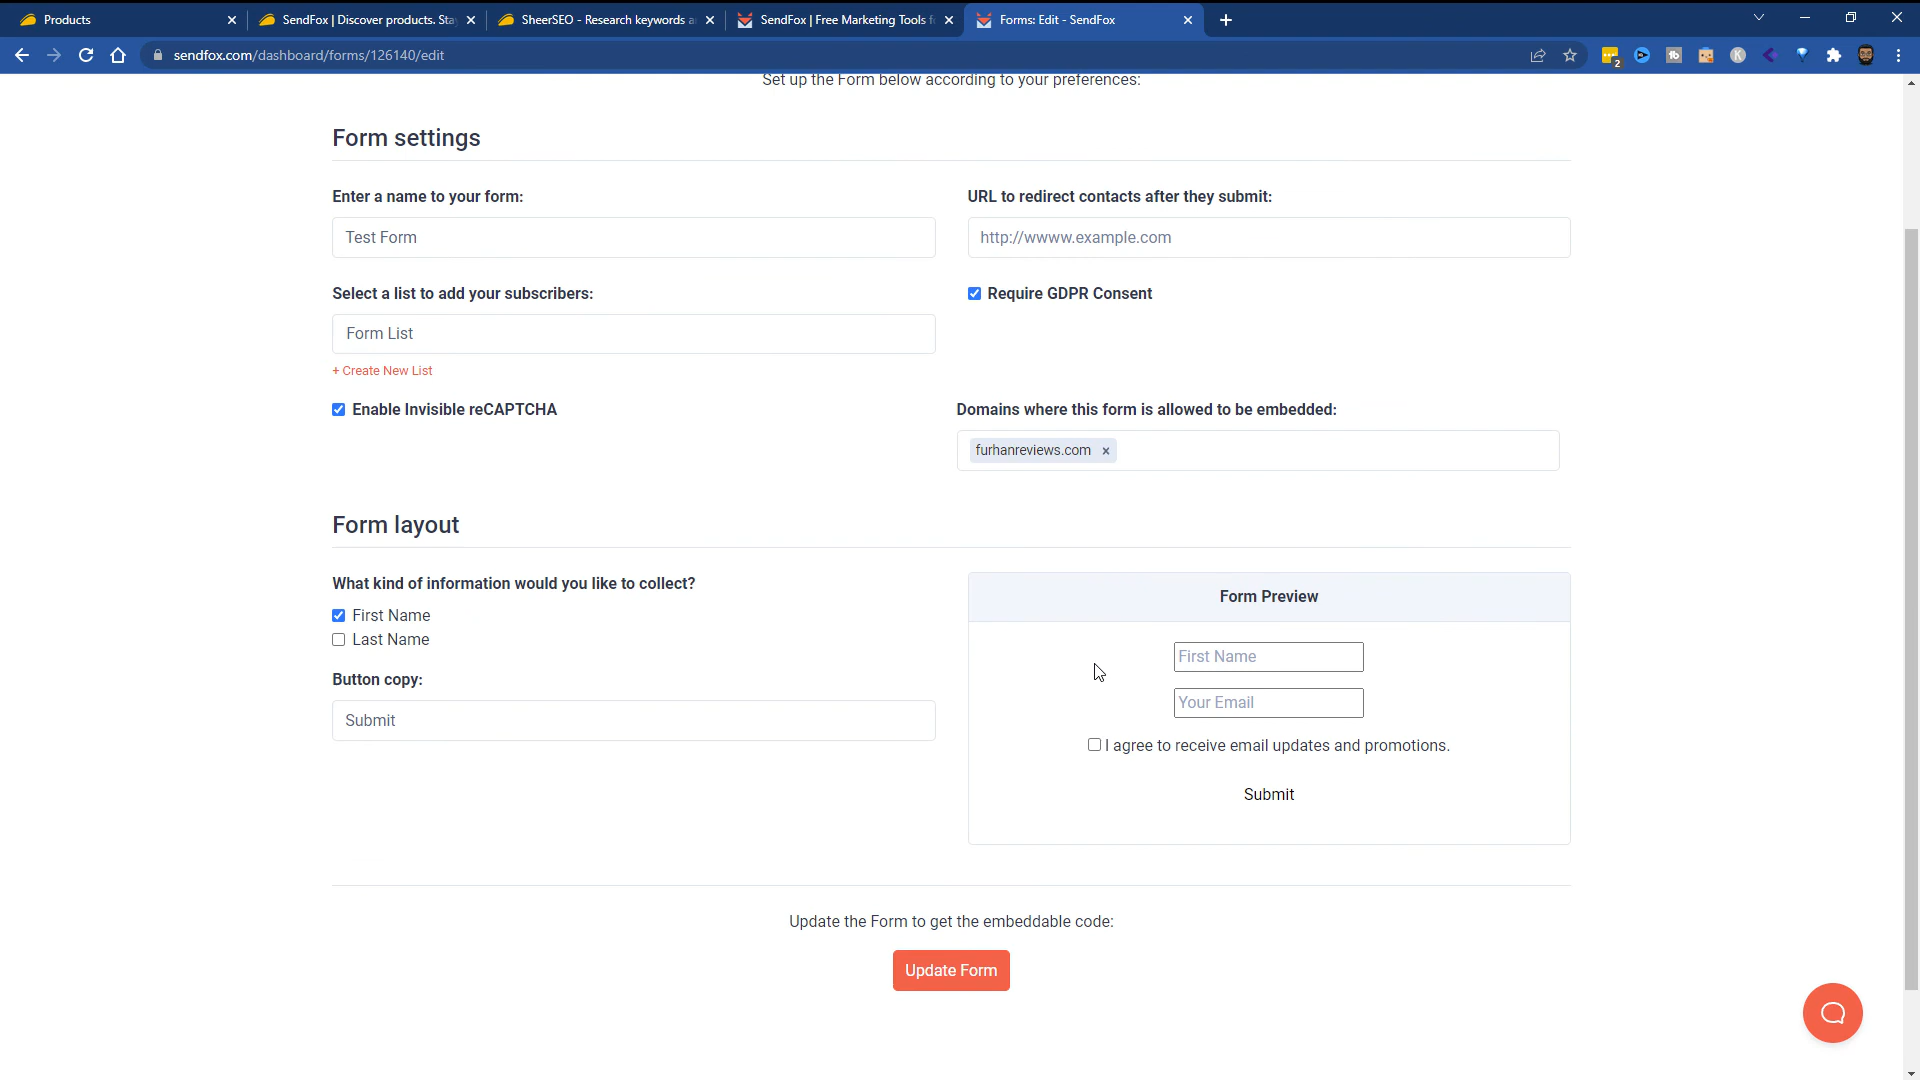 Products
SendFox | Discover products. Sta
SheerSEO - Research keywords a
SendFox | Free Marketing Tools f
Forms: Edit - SendFox
sendfox.com/dashboard/forms/126140/edit
2
Set up the Form below according to your preferences:
Form settings
Enter a name to your form:
URL to redirect contacts after they submit:
Test Form
http://wwww.example.com
Select a list to add your subscribers:
Require GDPR Consent
Form List
+ Create New List
Enable Invisible reCAPTCHA
Domains where this form is allowed to be embedded:
furhanreviews.com ×
Form layout
What kind of information would you like to collect?
Form Preview
First Name
Last Name
First Name
Button copy:
Your Email
Submit
I agree to receive email updates and promotions.
Submit
Update the Form to get the embeddable code:
Update Form